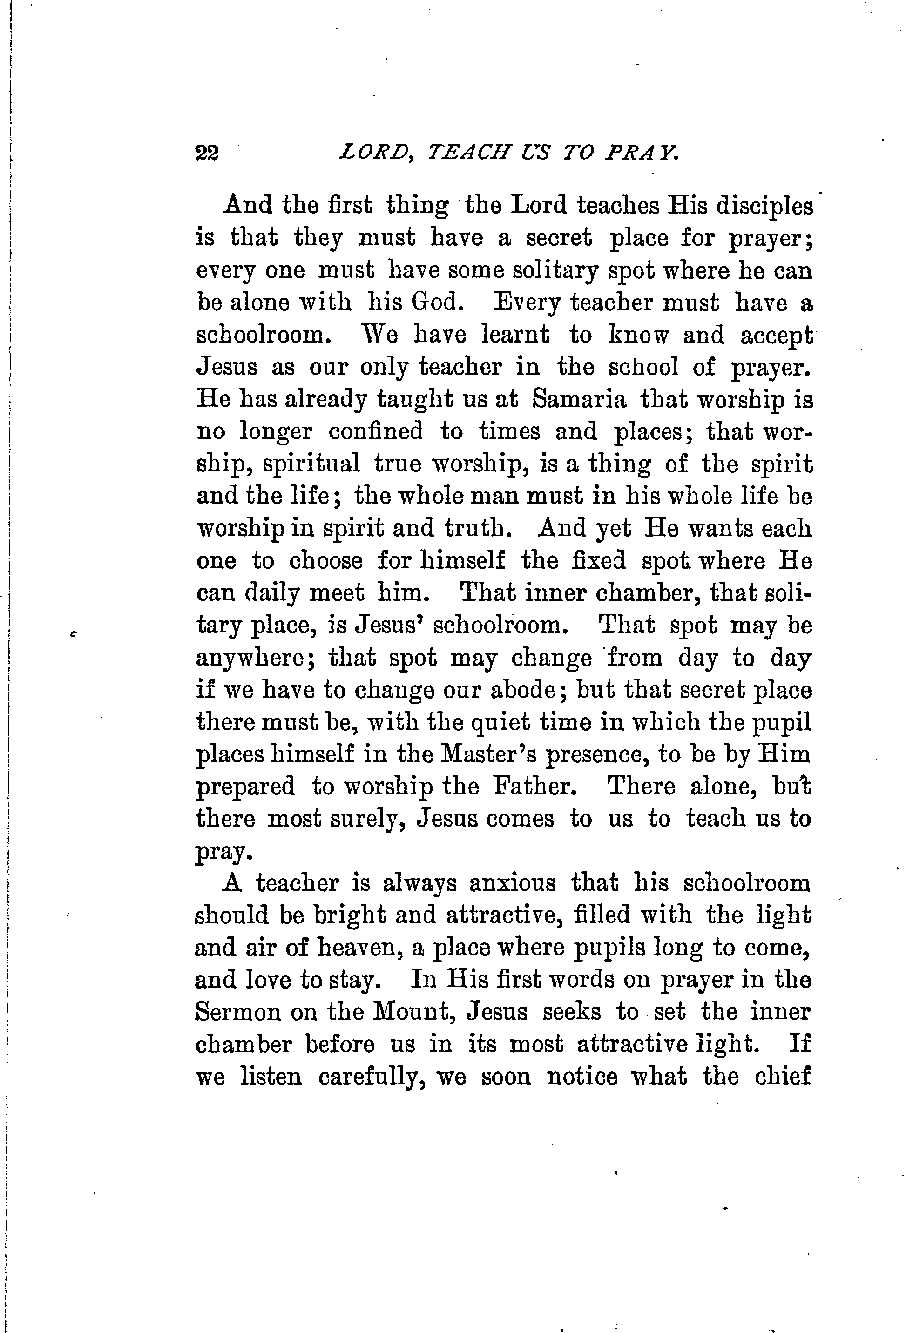 22 LORD, TEACH US TO PRAY.
And the first thing the Lord teaches His disciples
is that they must have a secret place for prayer;
every one must have some solitary spot where he can
be alone with his God. Every teacher must have a
schoolroom. We have learnt to know and accept
Jesus as our only teacher in the school of prayer.
He has already taught us at Samaria that worship is
no longer confined to times and places; that wor-
ship, spiritual true worship, is a thing of the spirit
and the life; the whole man must in his whole life be
worship in spirit and truth. And yet He wants each
one to choose for himself the fixed spot where He
can daily meet him. That inner chamber, that soli-
tary place, is Jesus' schoolroom. That spot may be
anywhere; that spot may change from day to day
if we have to change our abode; but that secret place
there must be, with the quiet time in which the pupil
places himself in the Master's presence, to be by Him
prepared to worship the Father. There alone, but
there most surely, Jesus comes to us to teach us to
pray.
A teacher is always anxious that his schoolroom
should be bright and attractive, filled with the light
and air of heaven, a place where pupils long to come,
and love to stay. In His first words on prayer in the
Sermon on the Mount, Jesus seeks to set the inner
chamber before us in its most attractive light. If
we listen carefully, we soon notice what the chief